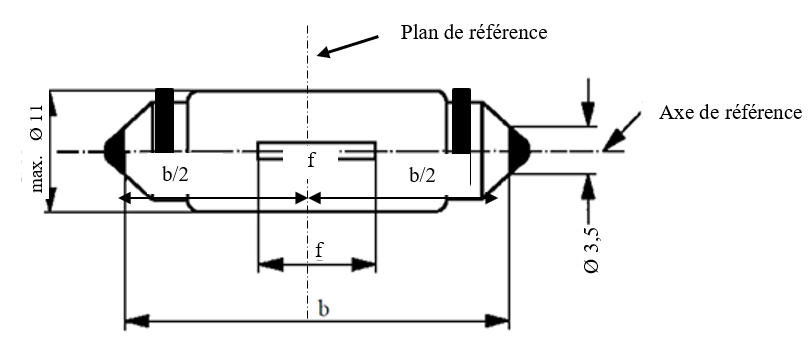 Plan de référence
Axe de référence
max. Ø 11
f
b/2
b/2
Ø 3,5
f
b